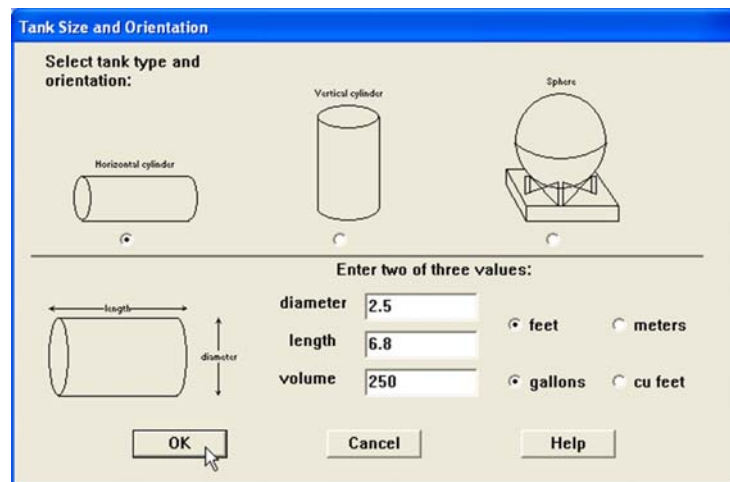 Tank Size and Orientation
Select tank type and
orientation:
Horizontal cylinder
Vertical cylinder
Sphere
Enter two of three values:
length
diameter
diameter 2.5
length 6.8
volume 250
feet meters
gallons cu feet
OK Cancel Help